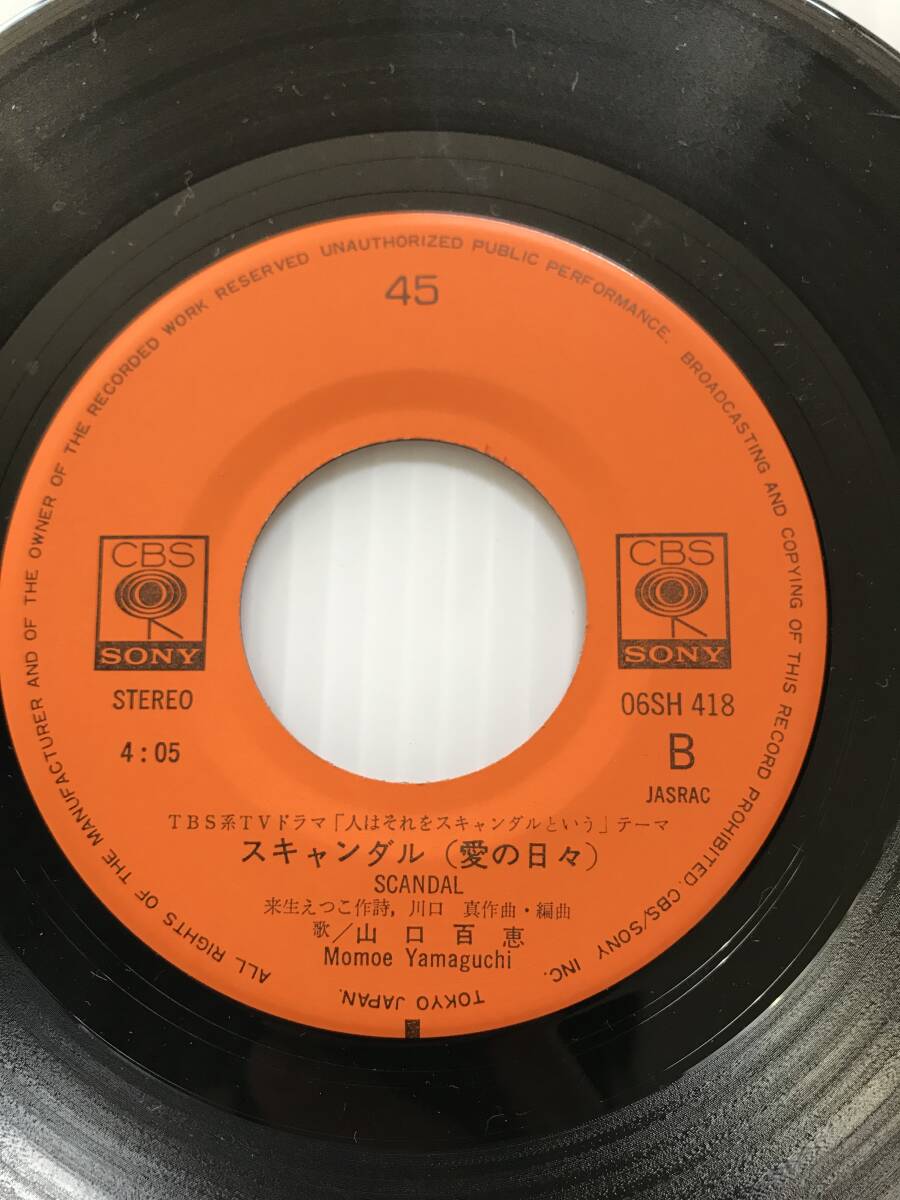 45
ALL RIGHTS OF THE MANUFACTURER AND OF THE OWNER OF THE RECORDED WORK RESERVED UNAUTHORIZED PUBLIC PERFORMANCE. BROADCASTING AND COPYING OF THIS RECORD PROHIBITED. CBS/SONY INC.
TOKYO JAPAN.
CBS
SONY
CBS
SONY
STEREO
4:05
06SH 418
B
JASRAC
TBS系TVドラマ「人はそれをスキャンダルという」テーマ
スキャンダル(愛の日々)
SCANDAL
来生えつこ作詩, 川口 真作曲・編曲
歌/山口百恵
Momoe Yamaguchi